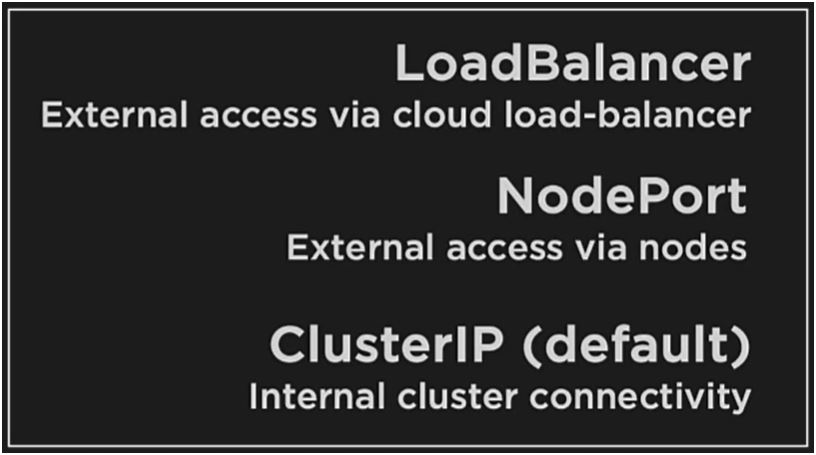 LoadBalancer
External access via cloud load-balancer
NodePort
External access via nodes
ClusterIP (default)
Internal cluster connectivity